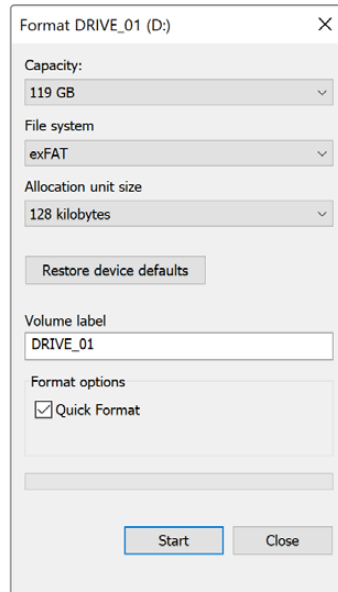 Format DRIVE_01 (D:)
Capacity:
119 GB
File system
exFAT
Allocation unit size
128 kilobytes
Restore device defaults
Volume label
DRIVE_01
Format options
Quick Format
Start Close